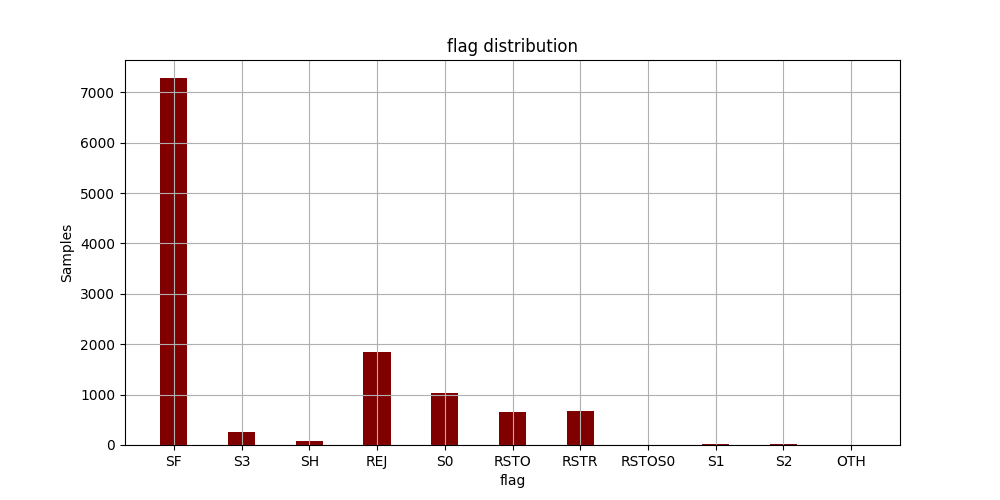 flag distribution
7000
6000
5000
4000
3000
2000
1000
0
Samples
SF S3 SH REJ S0 RSTO RSTR RSTOS0 S1 S2 OTH
flag